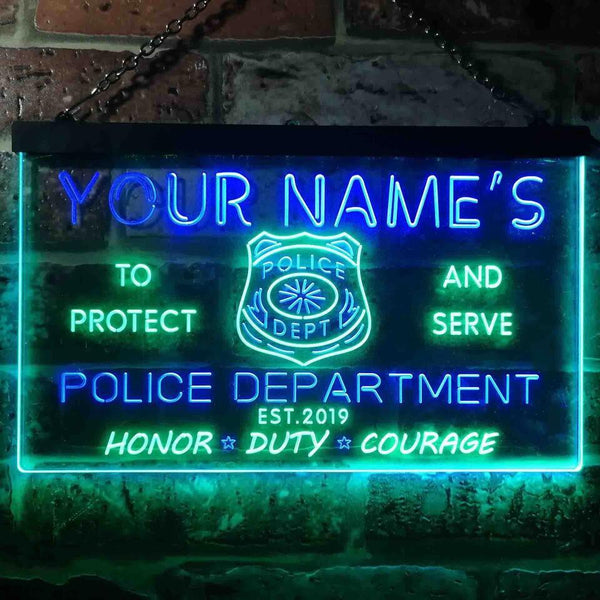 YOUR NAME'S
TO
PROTECT
POLICE
DEPT
AND
SERVE
POLICE DEPARTMENT
EST.2019
HONOR ☆ DUTY ☆ COURAGE